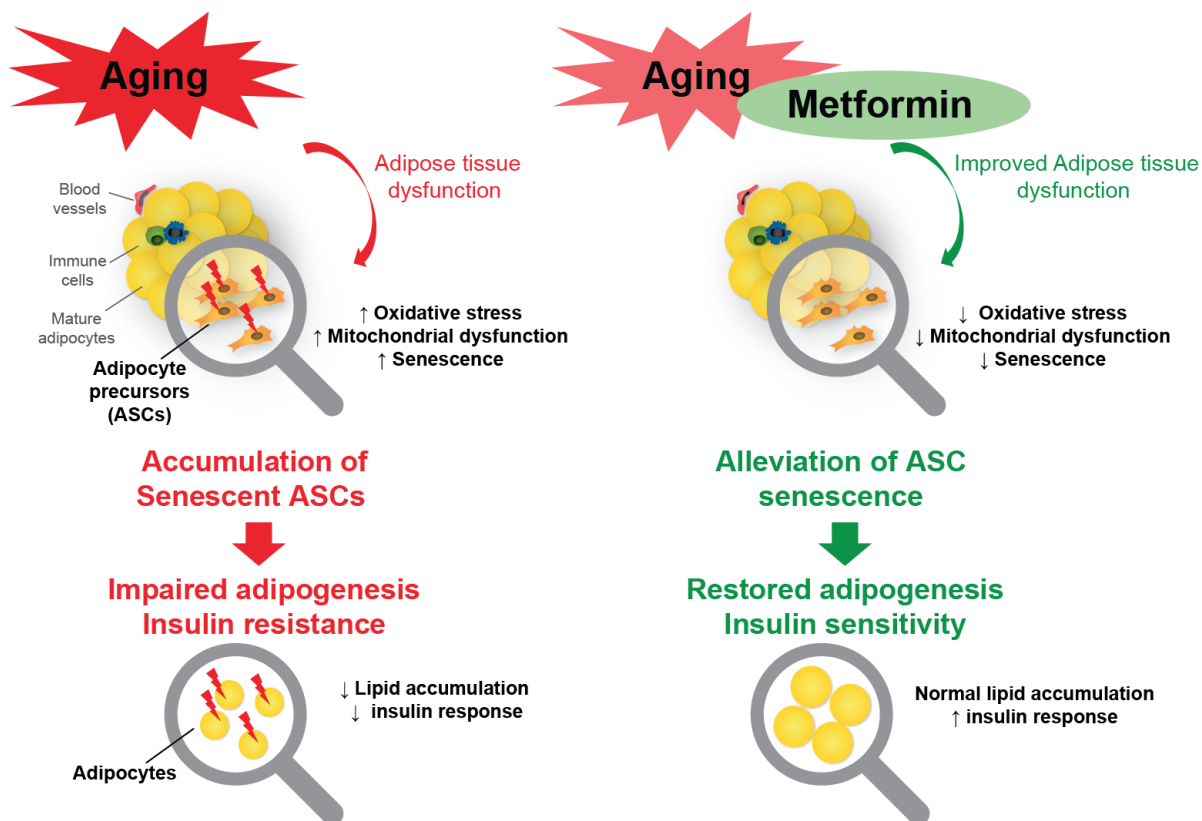 Aging
Adipose tissue
dysfunction
Blood
vessels
Immune
cells
Mature
adipocytes
Adipocyte
precursors
(ASCs)
↑ Oxidative stress
↑ Mitochondrial dysfunction
↑ Senescence
Accumulation of
Senescent ASCs
Impaired adipogenesis
Insulin resistance
↓ Lipid accumulation
↓ insulin response
Adipocytes
Aging
Metformin
Improved Adipose tissue
dysfunction
↓ Oxidative stress
↓ Mitochondrial dysfunction
↓ Senescence
Alleviation of ASC
senescence
Restored adipogenesis
Insulin sensitivity
Normal lipid accumulation
↑ insulin response